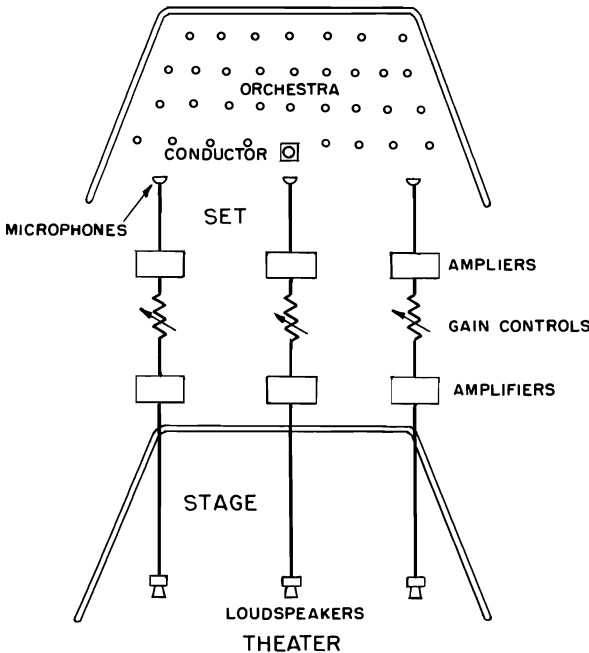 ORCHESTRA
CONDUCTOR
MICROPHONES
SET
AMPLIERS
GAIN CONTROLS
AMPLIFIERS
STAGE
LOUDSPEAKERS
THEATER